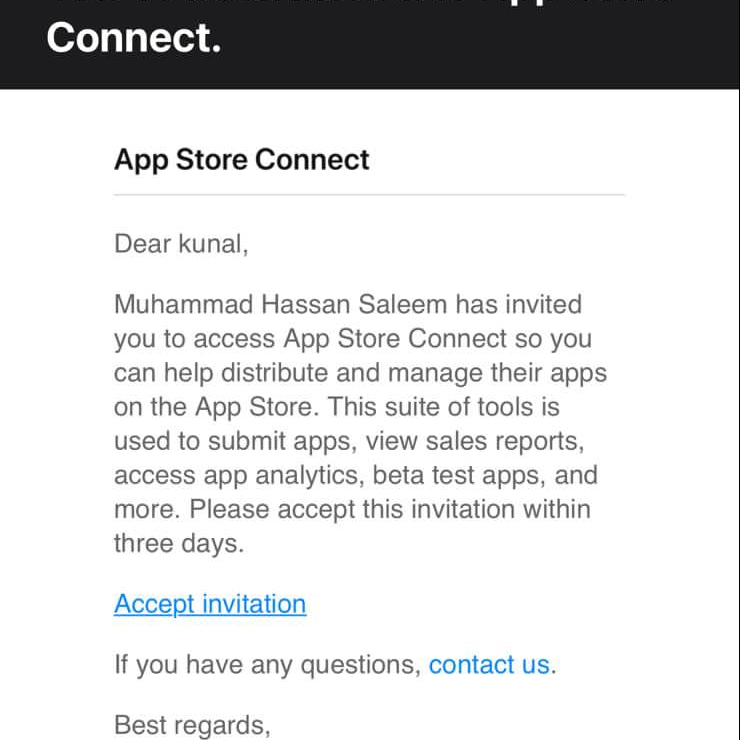 Connect.
App Store Connect
Dear kunal,
Muhammad Hassan Saleem has invited
you to access App Store Connect so you
can help distribute and manage their apps
on the App Store. This suite of tools is
used to submit apps, view sales reports,
access app analytics, beta test apps, and
more. Please accept this invitation within
three days.
Accept invitation
If you have any questions, contact us.
Best regards,